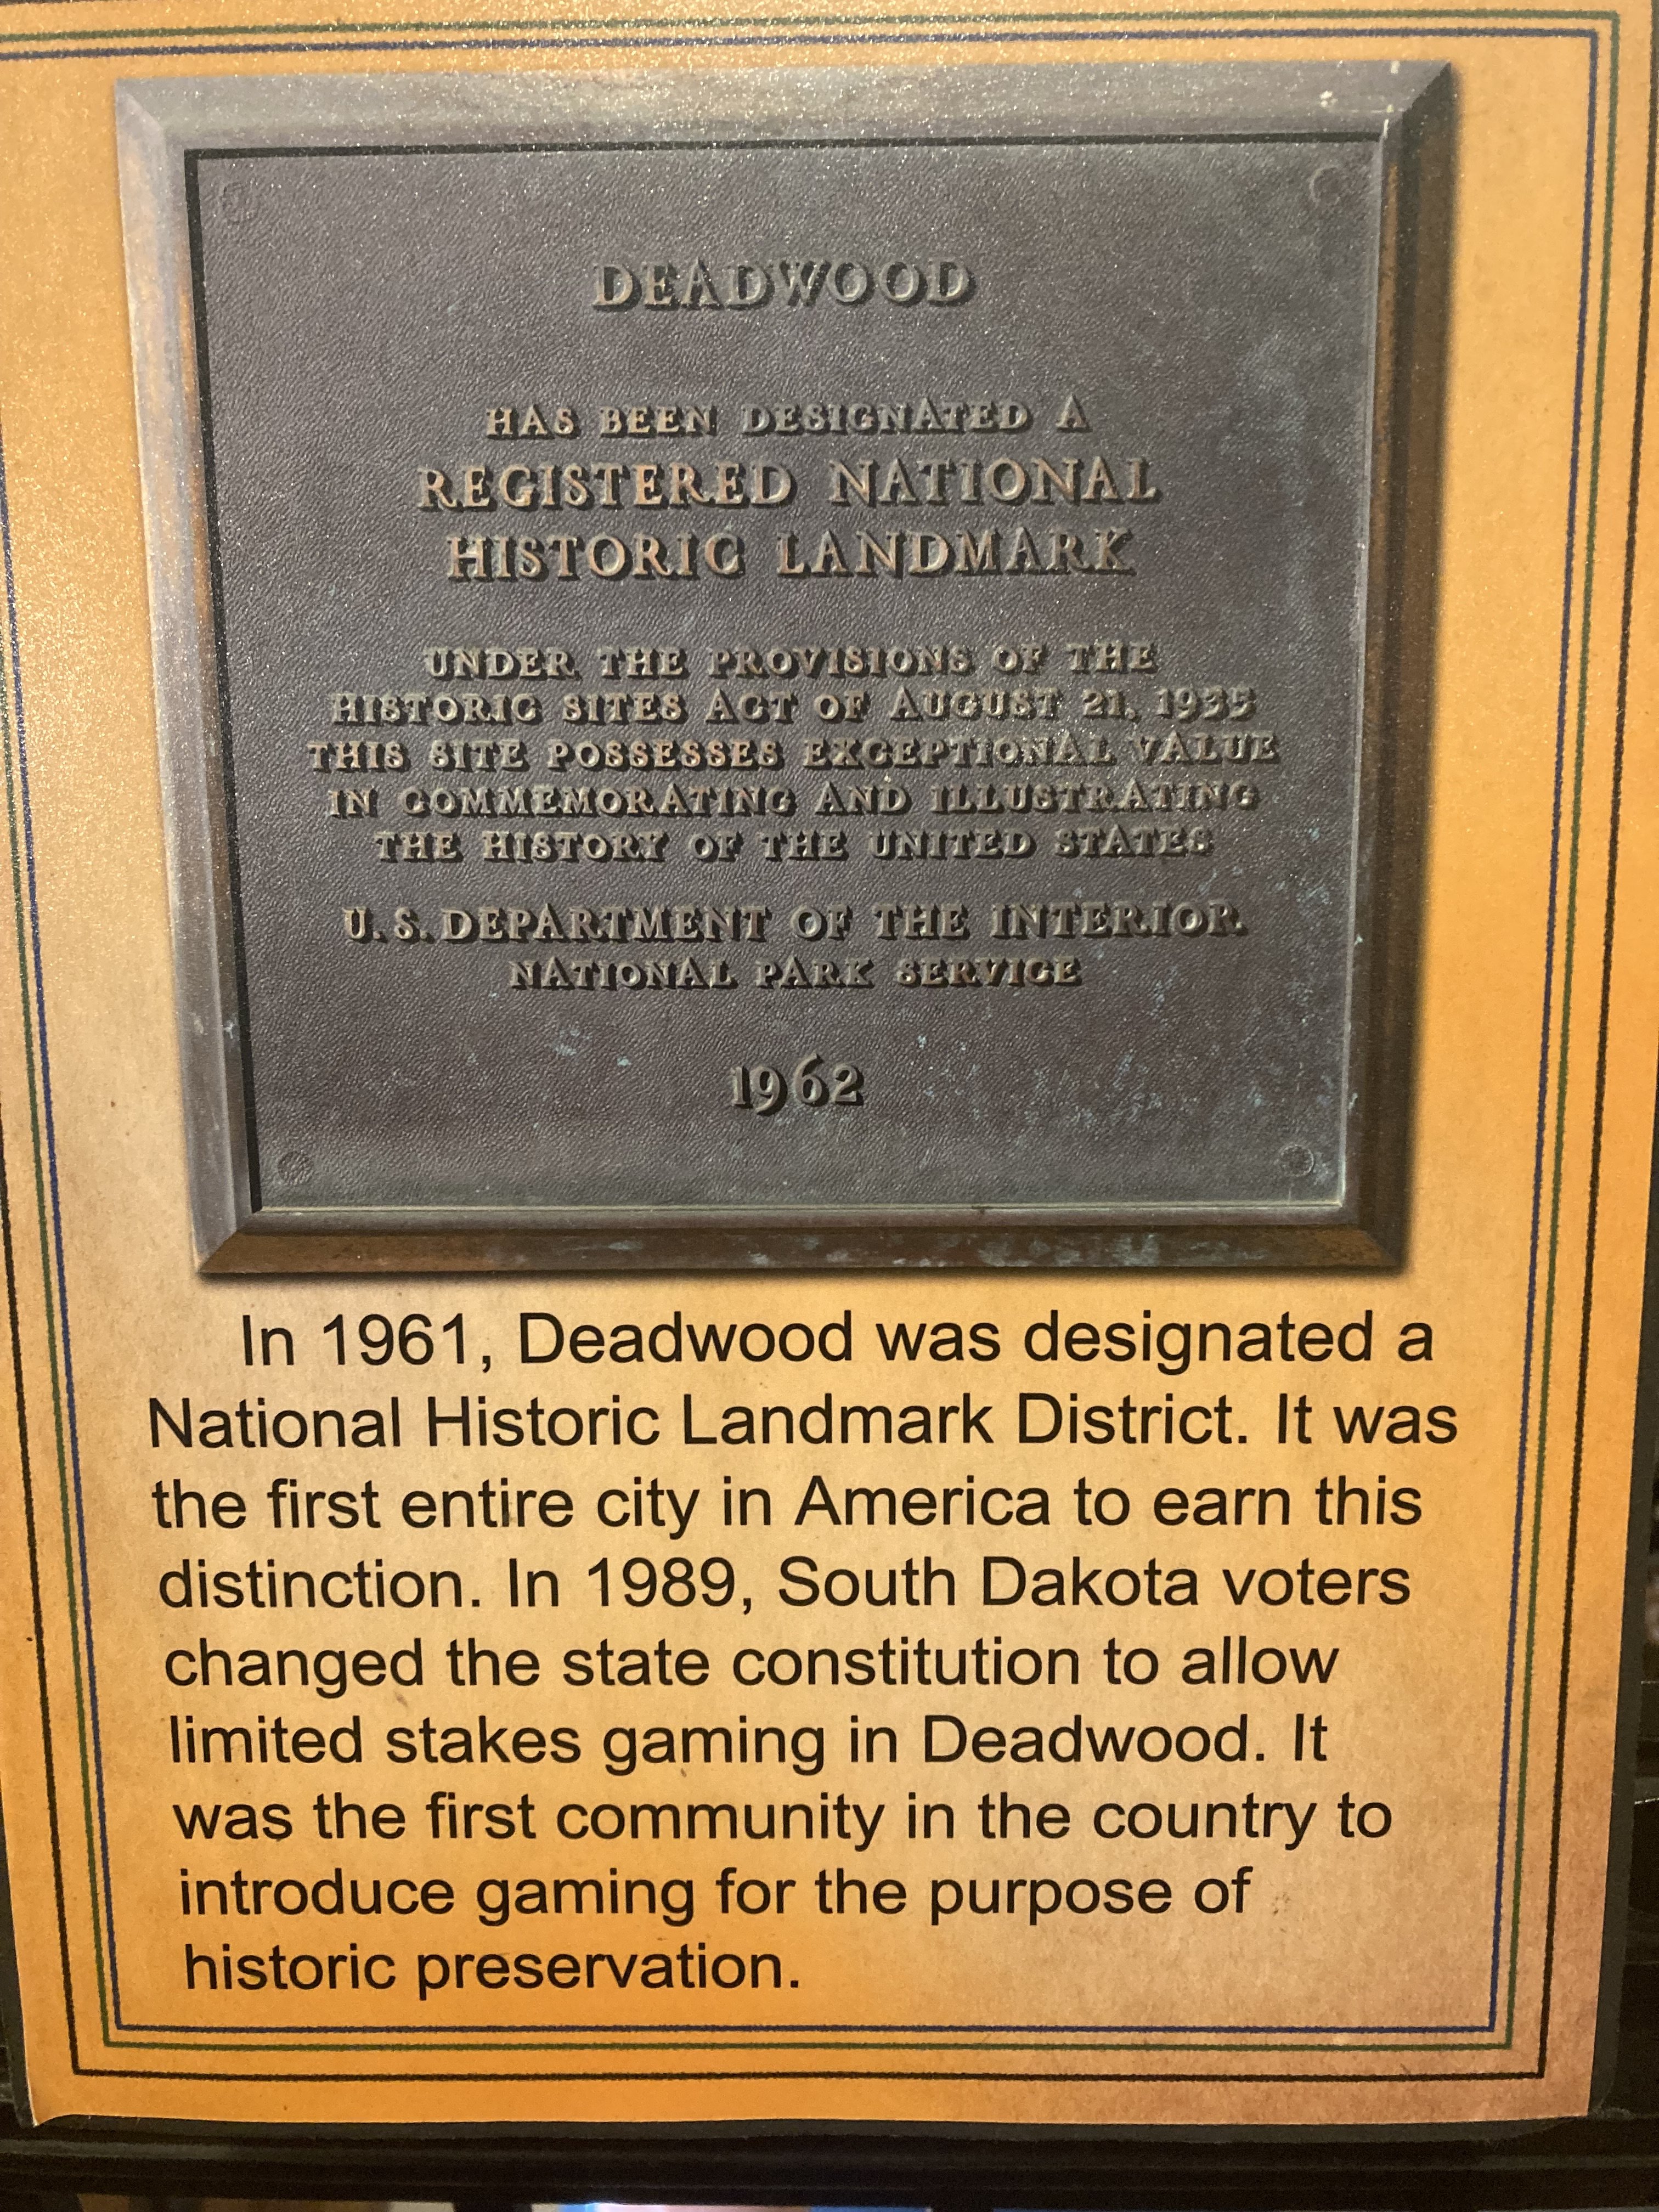 DEADWOOD
HAS BEEN DESIGNATED A
REGISTERED NATIONAL
HISTORIC LANDMARK
UNDER THE PROVISIONS OF THE
HISTORIC SITES ACT OF AUGUST 21, 1935
THIS SITE POSSESSES EXCEPTIONAL VALUE
IN COMMEMORATING AND ILLUSTRATING
THE HISTORY OF THE UNITED STATES
U. S. DEPARTMENT OF THE INTERIOR
NATIONAL PARK SERVICE
1962
In 1961, Deadwood was designated a
National Historic Landmark District. It was
the first entire city in America to earn this
distinction. In 1989, South Dakota voters
changed the state constitution to allow
limited stakes gaming in Deadwood. It
was the first community in the country to
introduce gaming for the purpose of
historic preservation.